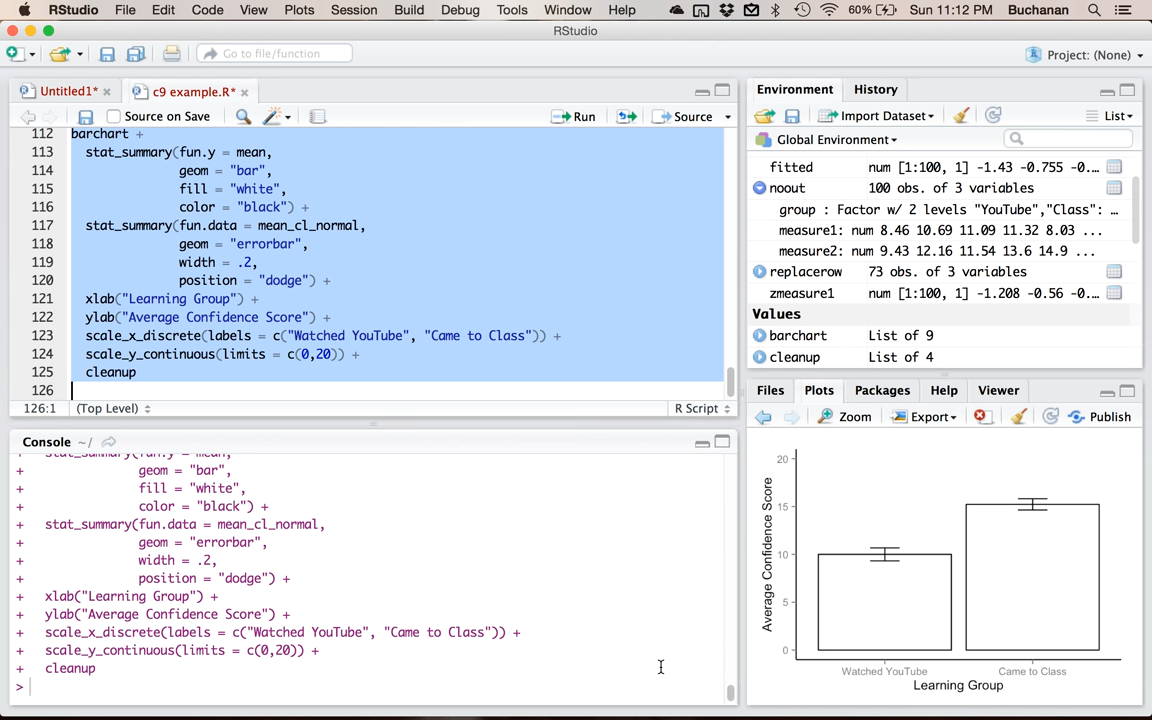 RStudio File Edit Code View Plots Session Build Debug Tools Window Help 60% Sun 11:12 PM Buchanan
RStudio
Go to file/function Project: (None)
Untitled1* c9 example.R*
Source on Save Run Source
112 barchart +
113 stat_summary(fun.y = mean,
114 geom = "bar",
115 fill = "white",
116 color = "black") +
117 stat_summary(fun.data = mean_cl_normal,
118 geom = "errorbar",
119 width = .2,
120 position = "dodge") +
121 xlab("Learning Group") +
122 ylab("Average Confidence Score") +
123 scale_x_discrete(labels = c("Watched YouTube", "Came to Class")) +
124 scale_y_continuous(limits = c(0,20)) +
125 cleanup
126
126:1 (Top Level) R Script
Console ~/
+ stat_summary(fun.y = mean,
+ geom = "bar",
+ fill = "white",
+ color = "black") +
+ stat_summary(fun.data = mean_cl_normal,
+ geom = "errorbar",
+ width = .2,
+ position = "dodge") +
+ xlab("Learning Group") +
+ ylab("Average Confidence Score") +
+ scale_x_discrete(labels = c("Watched YouTube", "Came to Class")) +
+ scale_y_continuous(limits = c(0,20)) +
+ cleanup
>
Environment History
Import Dataset List
Global Environment
fitted num [1:100, 1] -1.43 -0.755 -0...
noout 100 obs. of 3 variables
group : Factor w/ 2 levels "YouTube","Class": …
measure1: num 8.46 10.69 11.09 11.32 8.03 ...
measure2: num 9.43 12.16 11.54 13.6 14.9 ...
replacerow 73 obs. of 3 variables
zmeasure1 num [1:100, 1] -1.208 -0.56 -0...
Values
barchart List of 9
cleanup List of 4
Files Plots Packages Help Viewer
Zoom Export Publish
Average Confidence Score
20
15
10
5
0
Watched YouTube Came to Class
Learning Group